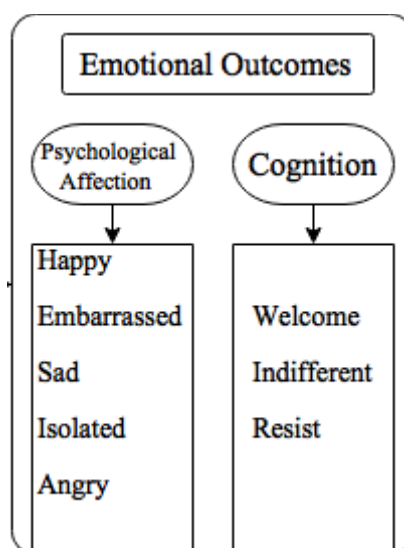 Emotional Outcomes
Psychological
Affection
Cognition
Happy
Embarrassed
Sad
Isolated
Angry
Welcome
Indifferent
Resist